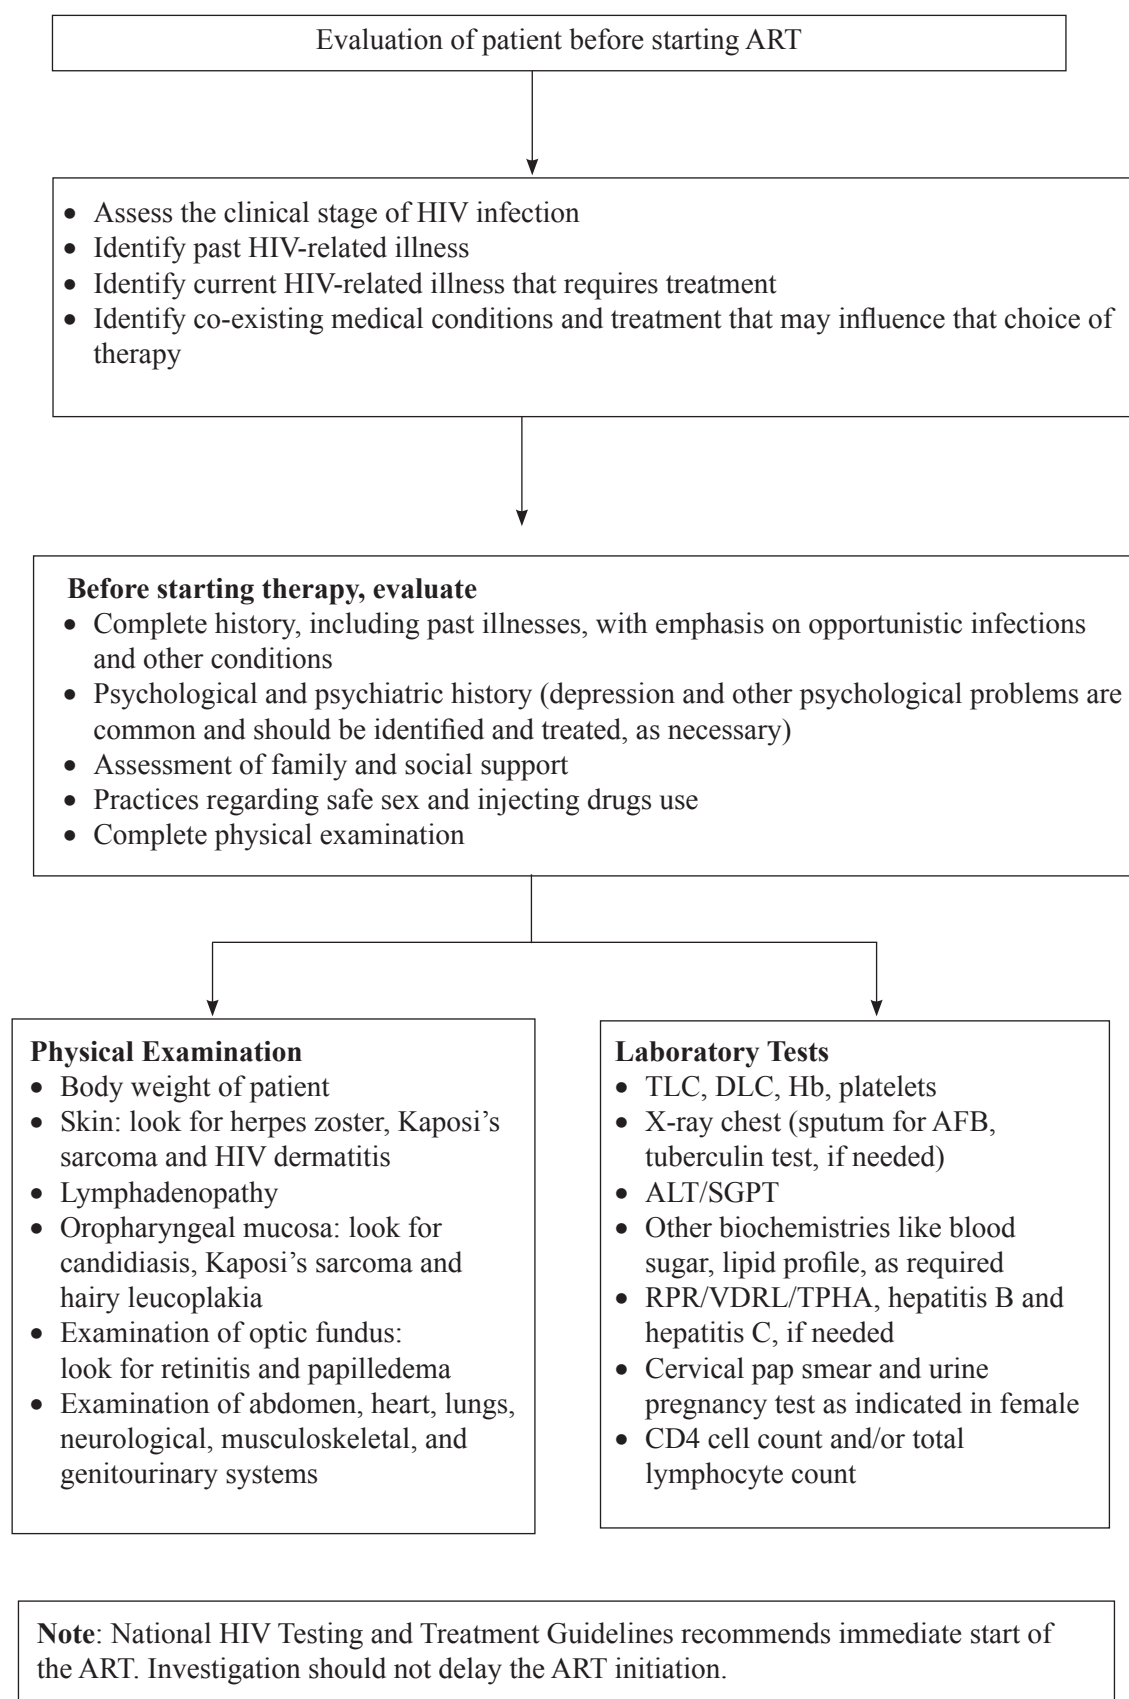 Evaluation of patient before starting ART
• Assess the clinical stage of HIV infection
• Identify past HIV-related illness
• Identify current HIV-related illness that requires treatment
• Identify co-existing medical conditions and treatment that may influence that choice of
therapy
Before starting therapy, evaluate
• Complete history, including past illnesses, with emphasis on opportunistic infections
and other conditions
• Psychological and psychiatric history (depression and other psychological problems are
common and should be identified and treated, as necessary)
• Assessment of family and social support
• Practices regarding safe sex and injecting drugs use
• Complete physical examination
Physical Examination
• Body weight of patient
• Skin: look for herpes zoster, Kaposi’s
sarcoma and HIV dermatitis
• Lymphadenopathy
• Oropharyngeal mucosa: look for
candidiasis, Kaposi’s sarcoma and
hairy leucoplakia
• Examination of optic fundus:
look for retinitis and papilledema
• Examination of abdomen, heart, lungs,
neurological, musculoskeletal, and
genitourinary systems
Laboratory Tests
• TLC, DLC, Hb, platelets
• X-ray chest (sputum for AFB,
tuberculin test, if needed)
• ALT/SGPT
• Other biochemistries like blood
sugar, lipid profile, as required
• RPR/VDRL/TPHA, hepatitis B and
hepatitis C, if needed
• Cervical pap smear and urine
pregnancy test as indicated in female
• CD4 cell count and/or total
lymphocyte count
Note: National HIV Testing and Treatment Guidelines recommends immediate start of
the ART. Investigation should not delay the ART initiation.